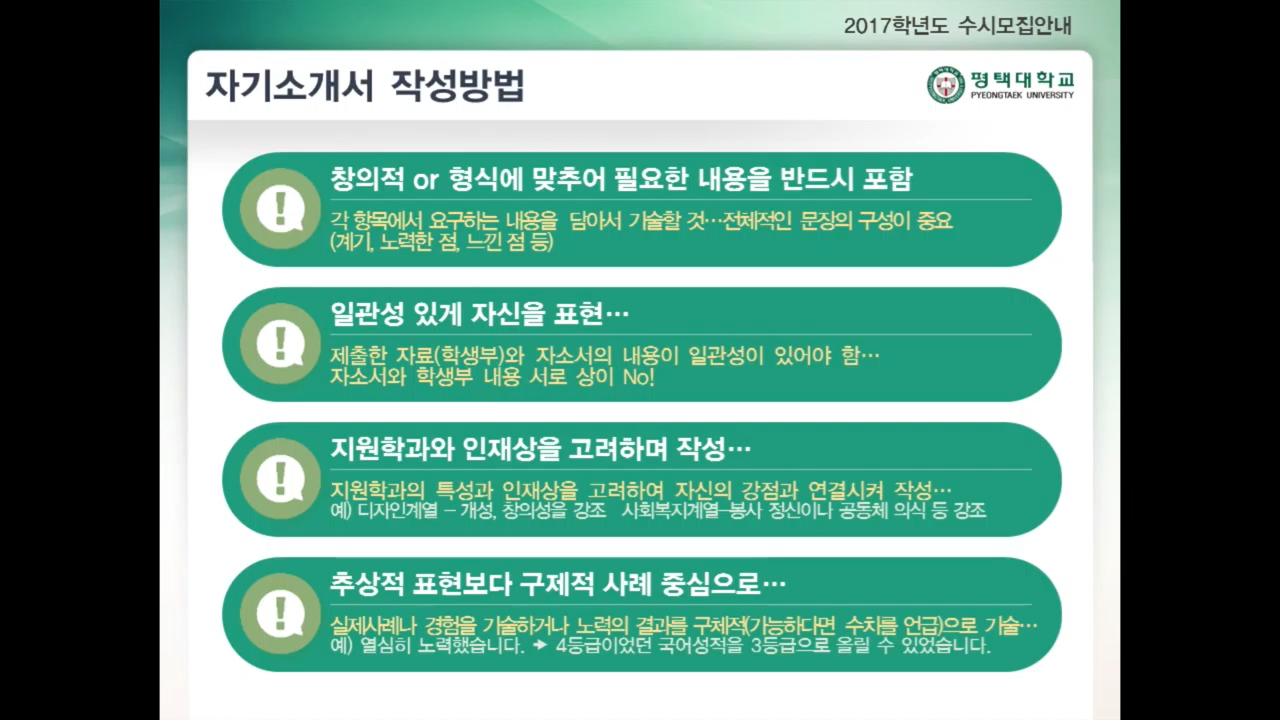 2017학년도 수시모집안내
자기소개서 작성방법
평택대학교
PYEONGTAEK UNIVERSITY
창의적 or 형식에 맞추어 필요한 내용을 반드시 포함
각 항목에서 요구하는 내용을 담아서 기술할 것…전체적인 문장의 구성이 중요
(계기, 노력한 점, 느낀 점 등)
일관성 있게 자신을 표현…
제출한 자료(학생부)와 자소서의 내용이 일관성이 있어야 함…
자소서와 학생부 내용 서로 상이 No!
지원학과와 인재상을 고려하며 작성…
지원학과의 특성과 인재상을 고려하여 자신의 강점과 연결시켜 작성…
예) 디자인계열 – 개성, 창의성을 강조 사회복지계열–봉사 정신이나 공동체 의식 등 강조
추상적 표현보다 구제적 사례 중심으로…
실제사례나 경험을 기술하거나 노력의 결과를 구체적(가능하다면 수치를 언급)으로 기술…
예) 열심히 노력했습니다. → 4등급이었던 국어성적을 3등급으로 올릴 수 있었습니다.